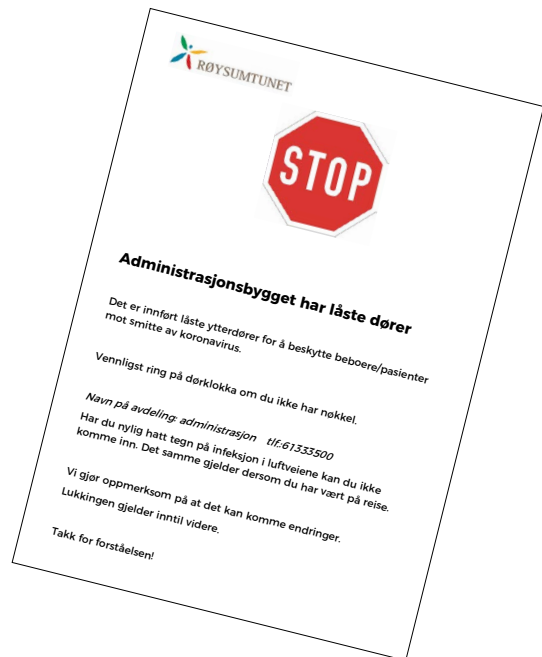 RØYSUMTUNET
STOP
Administrasjonsbygget har låste dører
Det er innført låste ytterdører for å beskytte beboere/pasienter
mot smitte av koronavirus.
Vennligst ring på dørklokka om du ikke har nøkkel.
Navn på avdeling: administrasjon tlf.:61333500
Har du nylig hatt tegn på infeksjon i luftveiene kan du ikke
komme inn. Det samme gjelder dersom du har vært på reise.
Vi gjør oppmerksom på at det kan komme endringer.
Lukkingen gjelder inntil videre.
Takk for forståelsen!